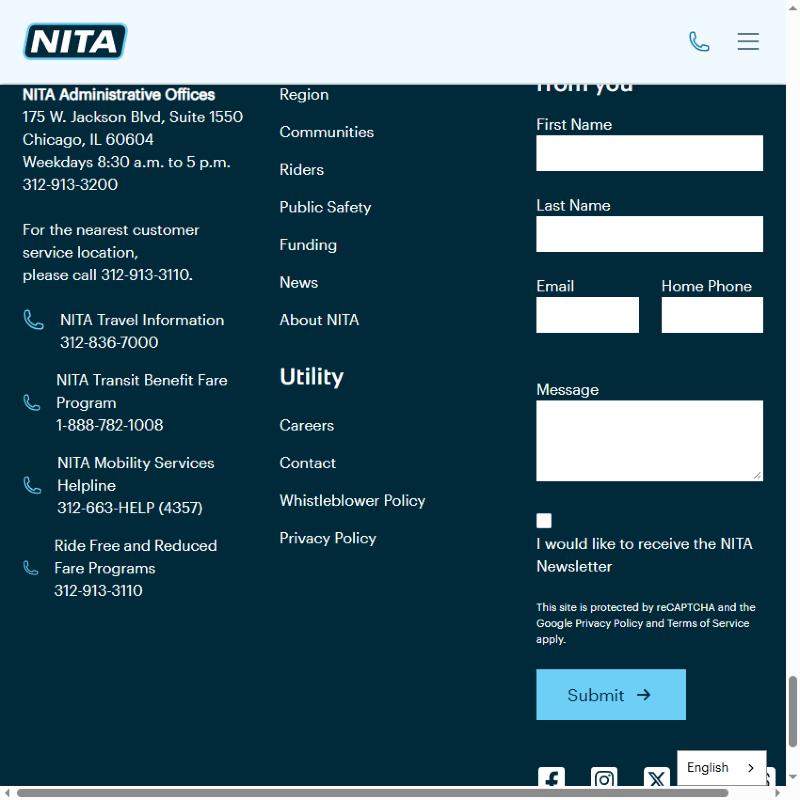 NITA
NITA Administrative Offices
175 W. Jackson Blvd, Suite 1550
Chicago, IL 60604
Weekdays 8:30 a.m. to 5 p.m.
312-913-3200
For the nearest customer
service location,
please call 312-913-3110.
NITA Travel Information
312-836-7000
NITA Transit Benefit Fare
Program
1-888-782-1008
NITA Mobility Services
Helpline
312-663-HELP (4357)
Ride Free and Reduced
Fare Programs
312-913-3110
Region
Communities
Riders
Public Safety
Funding
News
About NITA
Utility
Careers
Contact
Whistleblower Policy
Privacy Policy
from you
First Name
Last Name
Email
Home Phone
Message
I would like to receive the NITA
Newsletter
This site is protected by reCAPTCHA and the
Google Privacy Policy and Terms of Service
apply.
Submit
English